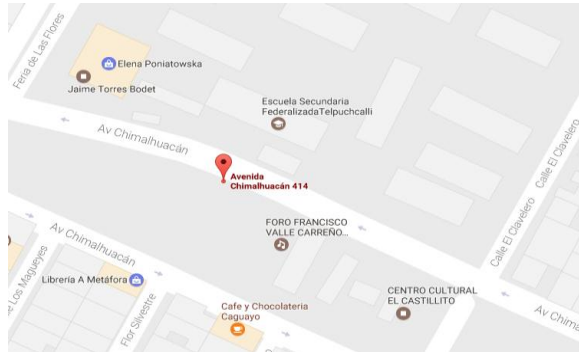 Feria de Las Flores
Elena Poniatowska
Jaime Torres Bodet
Escuela Secundaria
FederalizadaTelpuchcalli
Av Chimalhuacán
Avenida
Chimalhuacán 414
Calle El Clavelero
Calle El Clavelero
FORO FRANCISCO
VALLE CARREÑO...
Av Chimalhuacán
Librería A Metáfora
Los Magueyes
Flor Silvestre
Cafe y Chocolateria
Caguayo
CENTRO CULTURAL
EL CASTILLITO
Av Chima